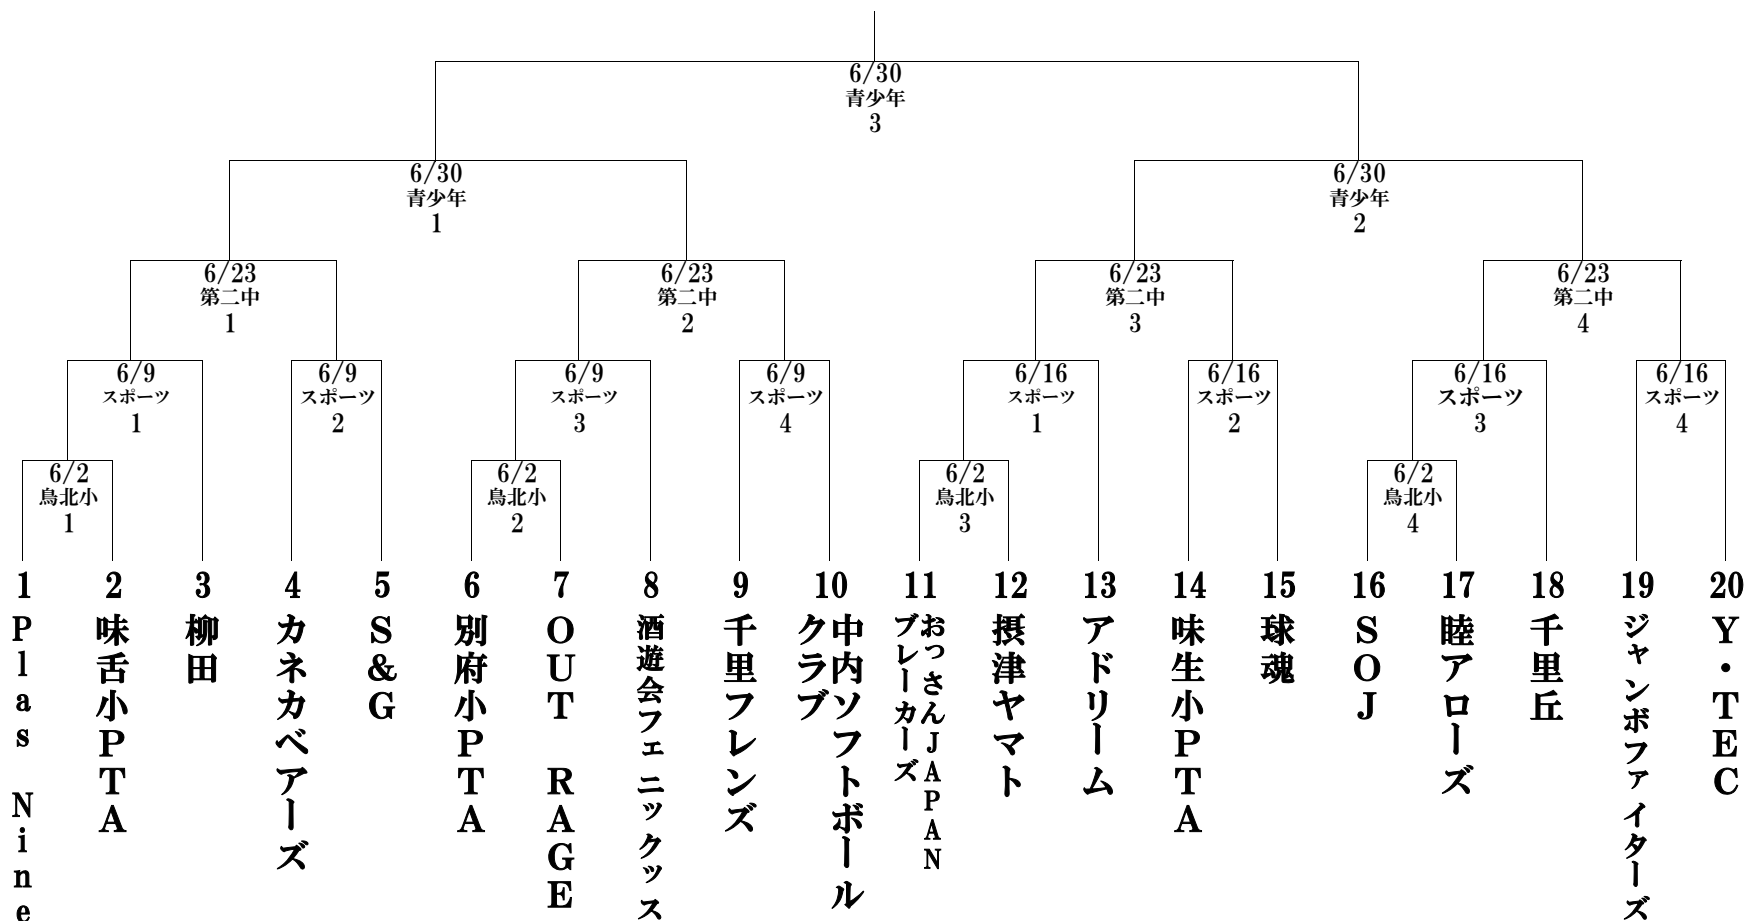 6/30
青少年
3
6/30
青少年
1
6/30
青少年
2
6/23
第二中
1
6/23
第二中
2
6/23
第二中
3
6/23
第二中
4
6/9
スポーツ
1
6/9
スポーツ
2
6/9
スポーツ
3
6/9
スポーツ
4
6/16
スポーツ
1
6/16
スポーツ
2
6/16
スポーツ
3
6/16
スポーツ
4
6/2
鳥北小
1
6/2
鳥北小
2
6/2
鳥北小
3
6/2
鳥北小
4
1
Plas Nine
2
味舌小PTA
3
柳田
4
カネカベアーズ
5
S&G
6
別府小PTA
7
OUT RAGE
8
酒遊会フェニックッス
9
千里フレンズ
10
中内ソフトボール
クラブ
11
おっさんJAPAN
ブレーカーズ
12
摂津ヤマト
13
アドリーム
14
味生小PTA
15
球魂
16
SOJ
17
睦アローズ
18
千里丘
19
ジャンボファイターズ
20
Y・TEC